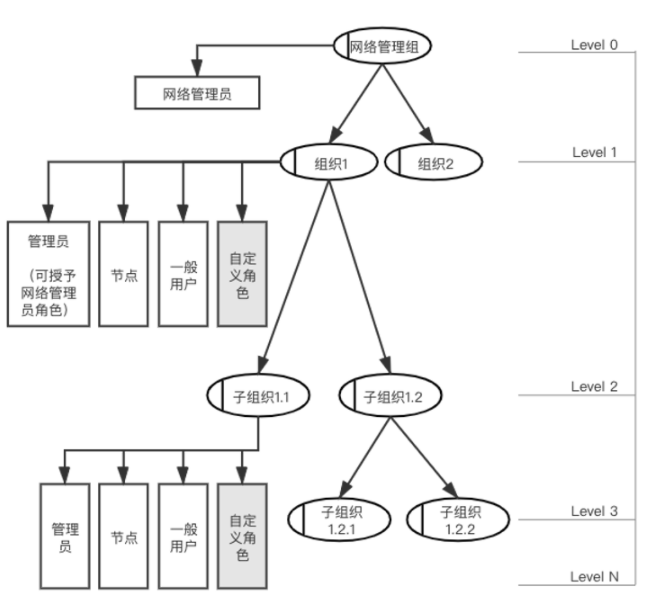 网络管理组
Level 0
网络管理员
Level 1
组织1
组织2
管理员
（可授予
网络管理
员角色）
节点
一般
用户
自定
义角
色
Level 2
子组织1.1
子组织1.2
管理
员
节点
一般
用户
自定
义角
色
子组织
1.2.1
子组织
1.2.2
Level 3
Level N